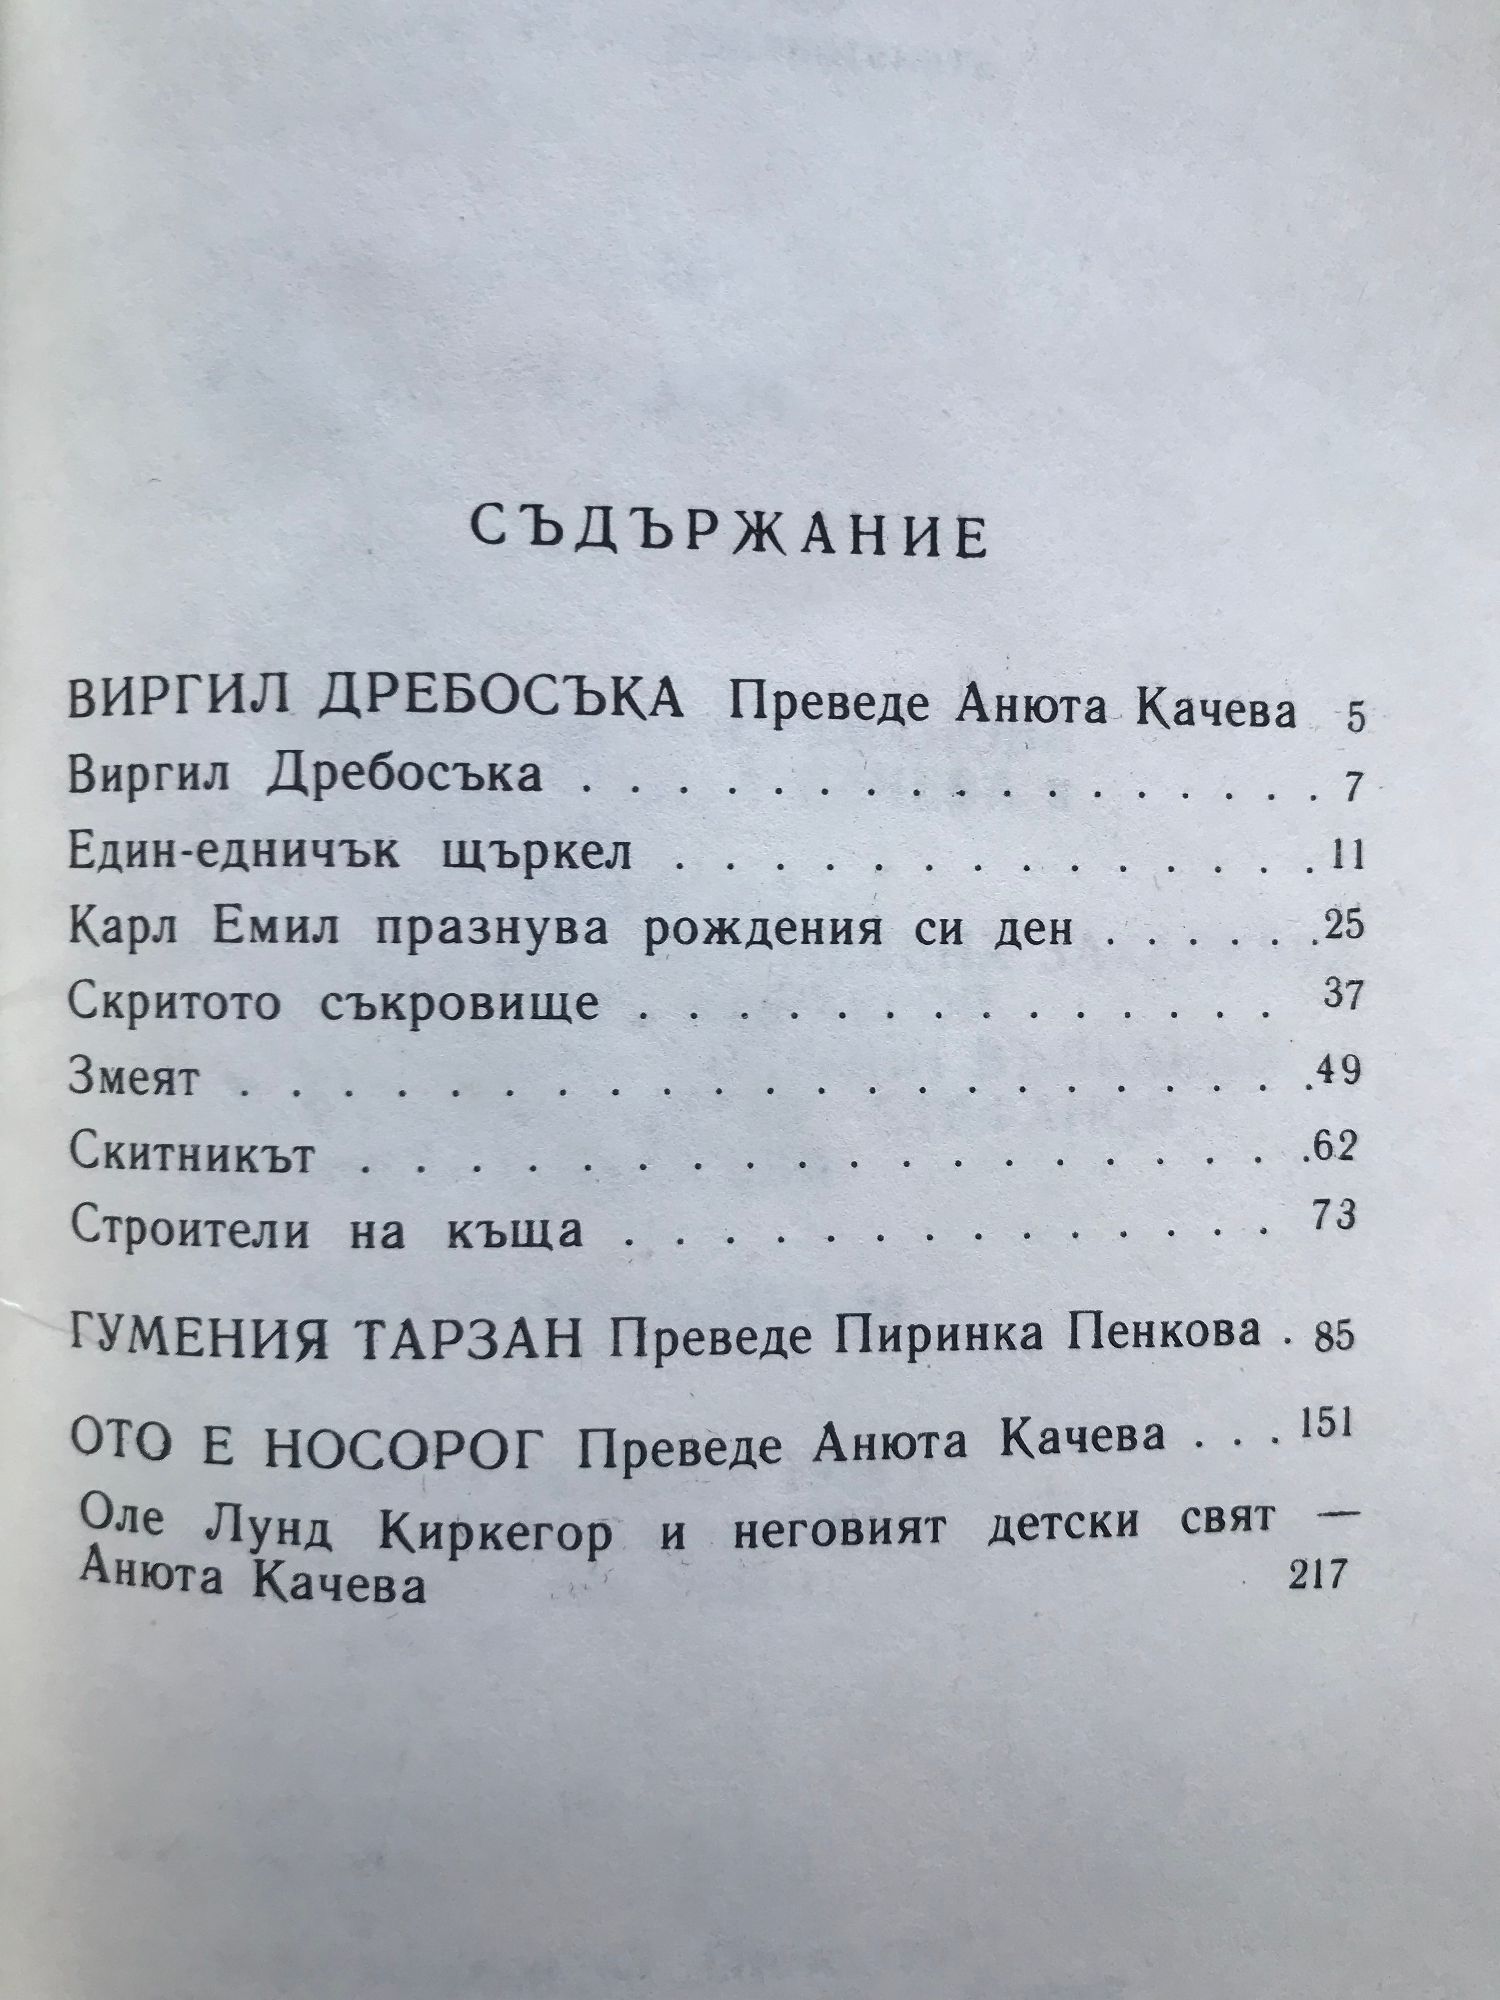 СЪДЪРЖАНИЕ
ВИРГИЛ ДРЕБОСЪКА Преведе Анюта Качева 5
Виргил Дребосъка . . . . . . . . . . . . . . . . 7
Един-едничък щъркел . . . . . . . . . . . . . . 11
Карл Емил празнува рождения си ден . . . . . . 25
Скритото съкровище . . . . . . . . . . . . . . 37
Змеят . . . . . . . . . . . . . . . . . . . . . 49
Скитникът . . . . . . . . . . . . . . . . . . . 62
Строители на къща . . . . . . . . . . . . . . 73
ГУМЕНИЯ ТАРЗАН Преведе Пиринка Пенкова . 85
ОТО Е НОСОРОГ Преведе Анюта Качева . . . 151
Оле Лунд Киркегор и неговият детски свят —
Анюта Качева 217